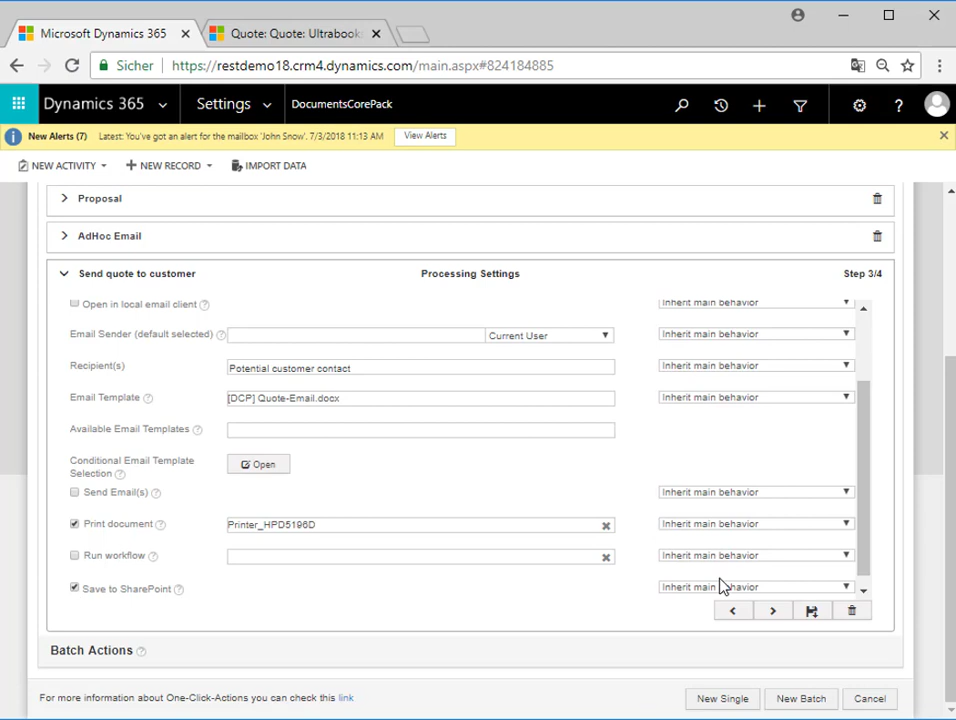 Microsoft Dynamics 365
Quote: Quote: Ultrabook
Sicher
https://restdemo18.crm4.dynamics.com/main.aspx#824184885
Dynamics 365
Settings
DocumentsCorePack
New Alerts (7) Latest: You've got an alert for the mailbox 'John Snow'. 7/3/2018 11:13 AM View Alerts
NEW ACTIVITY
NEW RECORD
IMPORT DATA
Proposal
AdHoc Email
Send quote to customer Processing Settings Step 3/4
Open in local email client Inherit main behavior
Email Sender (default selected) Current User Inherit main behavior
Recipient(s) Potential customer contact Inherit main behavior
Email Template [DCP] Quote-Email.docx Inherit main behavior
Available Email Templates
Conditional Email Template
Selection
Open
Send Email(s) Inherit main behavior
Print document Printer_HPD5196D Inherit main behavior
Run workflow Inherit main behavior
Save to SharePoint Inherit main behavior
Batch Actions
For more information about One-Click-Actions you can check this link
New Single
New Batch
Cancel